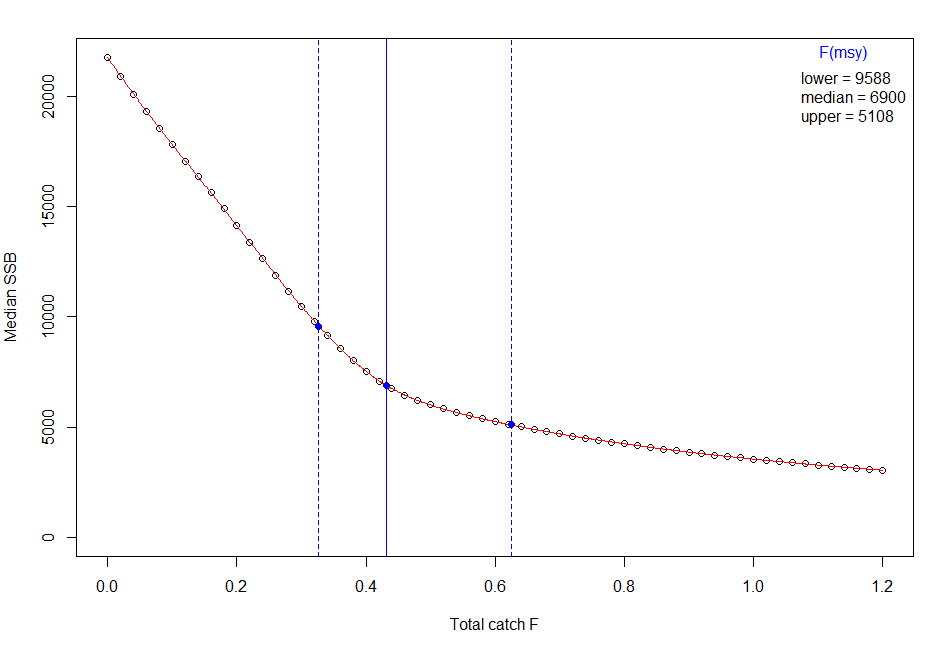 F(msy)
lower = 9588
median = 6900
upper = 5108
Median SSB
20000
15000
10000
5000
0
0.0 0.2 0.4 0.6 0.8 1.0 1.2
Total catch F